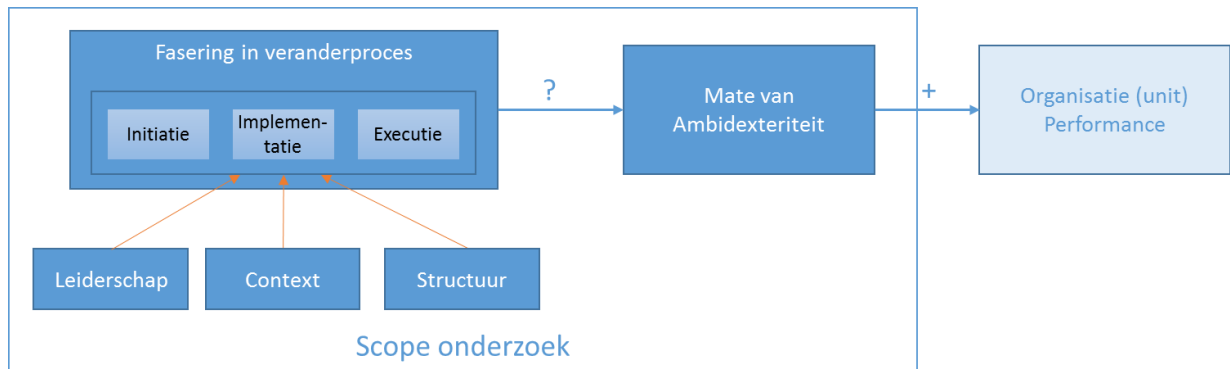 Fasering in veranderproces
Initiatie
Implemen-
tatie
Executie
?
Mate van
Ambidexteriteit
+
Organisatie (unit)
Performance
Leiderschap
Context
Structuur
Scope onderzoek